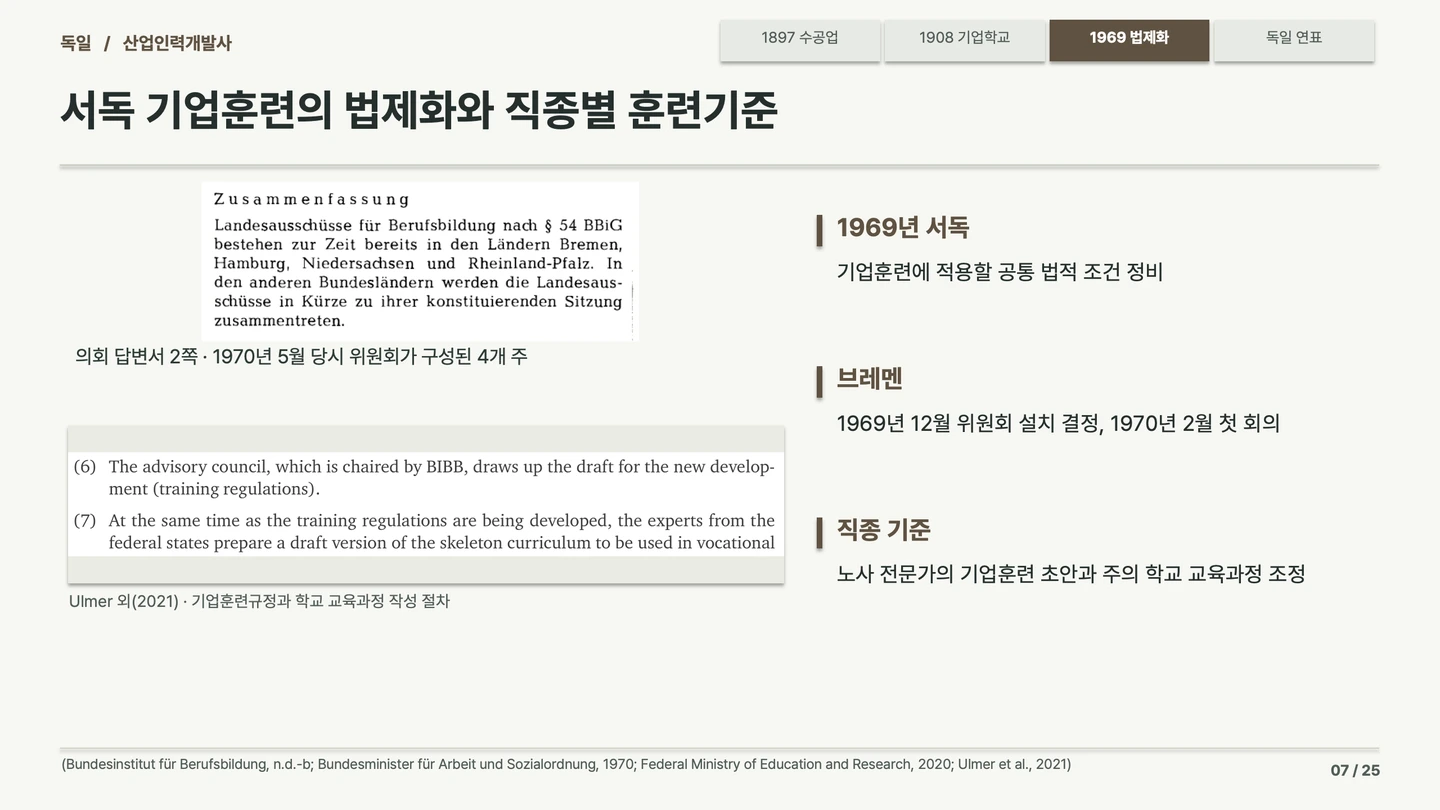 독일 / 산업인력개발사
1897 수공업
1908 기업학교
1969 법제화
독일 연표
서독 기업훈련의 법제화와 직종별 훈련기준
Zusammenfassung
Landesausschüsse für Berufsbildung nach § 54 BBiG
bestehen zur Zeit bereits in den Ländern Bremen,
Hamburg, Niedersachsen und Rheinland-Pfalz. In
den anderen Bundesländern werden die Landesaus-
schüsse in Kürze zu ihrer konstituierenden Sitzung
zusammentreten.
의회 답변서 2쪽 · 1970년 5월 당시 위원회가 구성된 4개 주
(6) The advisory council, which is chaired by BIBB, draws up the draft for the new develop-
ment (training regulations).
(7) At the same time as the training regulations are being developed, the experts from the
federal states prepare a draft version of the skeleton curriculum to be used in vocational
Ulmer 외(2021) · 기업훈련규정과 학교 교육과정 작성 절차
1969년 서독
기업훈련에 적용할 공통 법적 조건 정비
브레멘
1969년 12월 위원회 설치 결정, 1970년 2월 첫 회의
직종 기준
노사 전문가의 기업훈련 초안과 주의 학교 교육과정 조정
(Bundesinstitut für Berufsbildung, n.d.-b; Bundesminister für Arbeit und Sozialordnung, 1970; Federal Ministry of Education and Research, 2020; Ulmer et al., 2021)
07 / 25